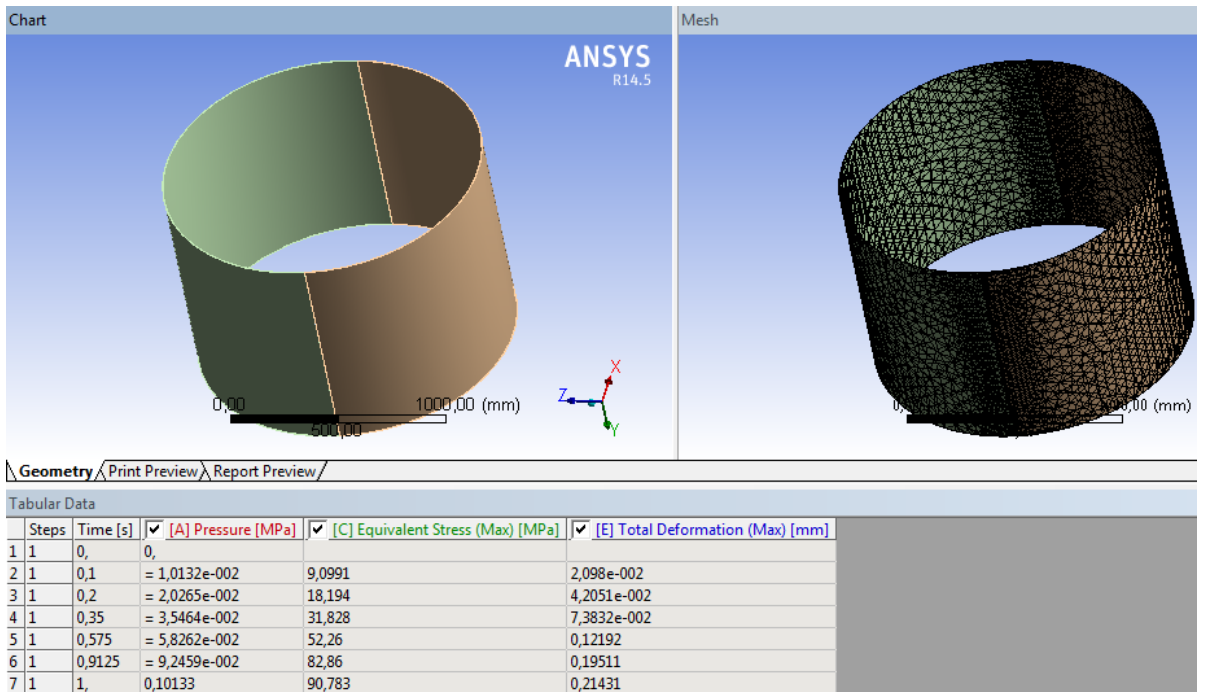 Chart
Mesh
ANSYS
R14.5
X
Z
Y
0,00 1000,00 (mm)
500,00
00,00 (mm)
Geometry Print Preview Report Preview
Tabular Data
Steps Time [s] [A] Pressure [MPa] [C] Equivalent Stress (Max) [MPa] [E] Total Deformation (Max) [mm]
1 1 0, 0,
2 1 0,1 = 1,0132e-002 9,0991 2,098e-002
3 1 0,2 = 2,0265e-002 18,194 4,2051e-002
4 1 0,35 = 3,5464e-002 31,828 7,3832e-002
5 1 0,575 = 5,8262e-002 52,26 0,12192
6 1 0,9125 = 9,2459e-002 82,86 0,19511
7 1 1, 0,10133 90,783 0,21431